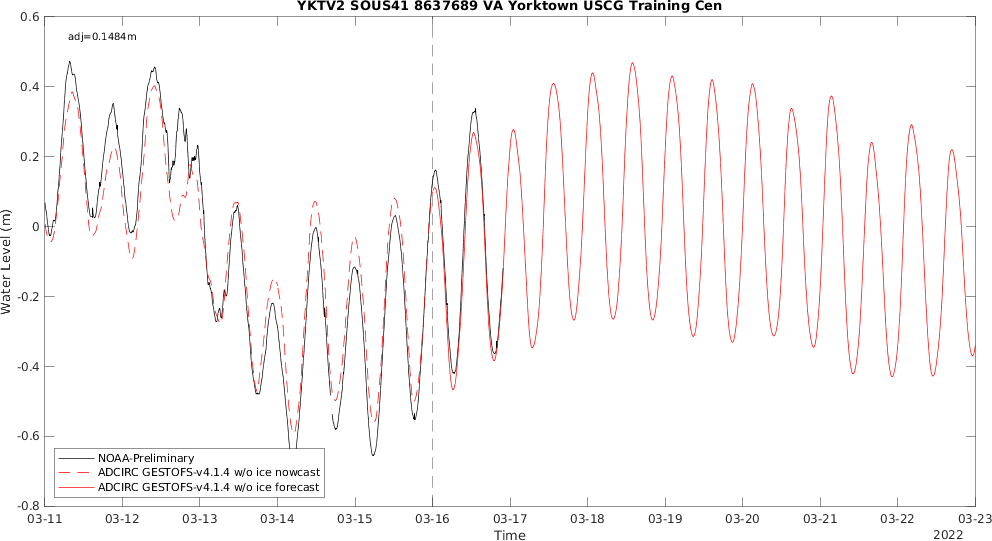 YKTV2 SOUS41 8637689 VA Yorktown USCG Training Cen
adj=0.1484m
0.6
0.4
0.2
0
-0.2
-0.4
-0.6
-0.8
Water Level (m)
NOAA-Preliminary
ADCIRC GESTOFS-v4.1.4 w/o ice nowcast
ADCIRC GESTOFS-v4.1.4 w/o ice forecast
03-11 03-12 03-13 03-14 03-15 03-16 03-17 03-18 03-19 03-20 03-21 03-22 03-23
Time
2022